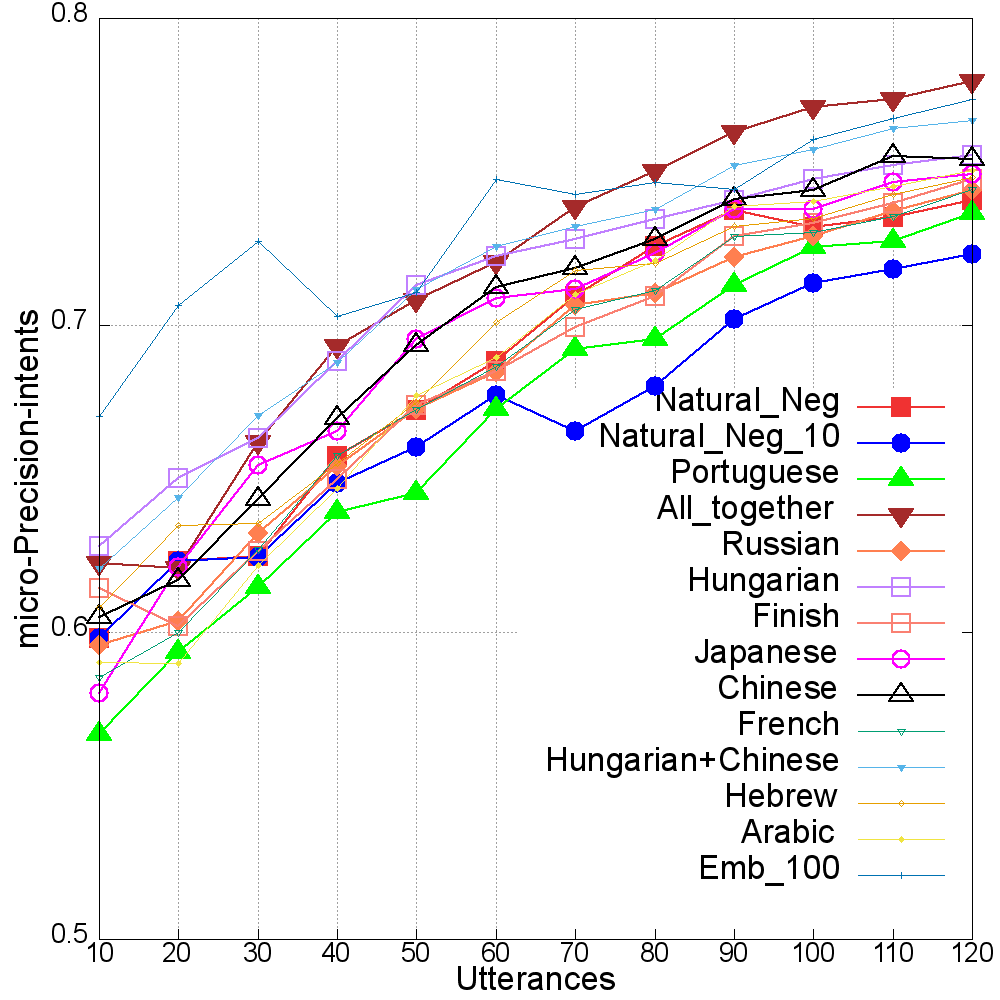 micro-Precision-intents
0.8
0.7
0.6
0.5
Natural_Neg
Natural_Neg_10
Portuguese
All_together
Russian
Hungarian
Finish
Japanese
Chinese
French
Hungarian+Chinese
Hebrew
Arabic
Emb_100
10 20 30 40 50 60 70 80 90 100 110 120
Utterances